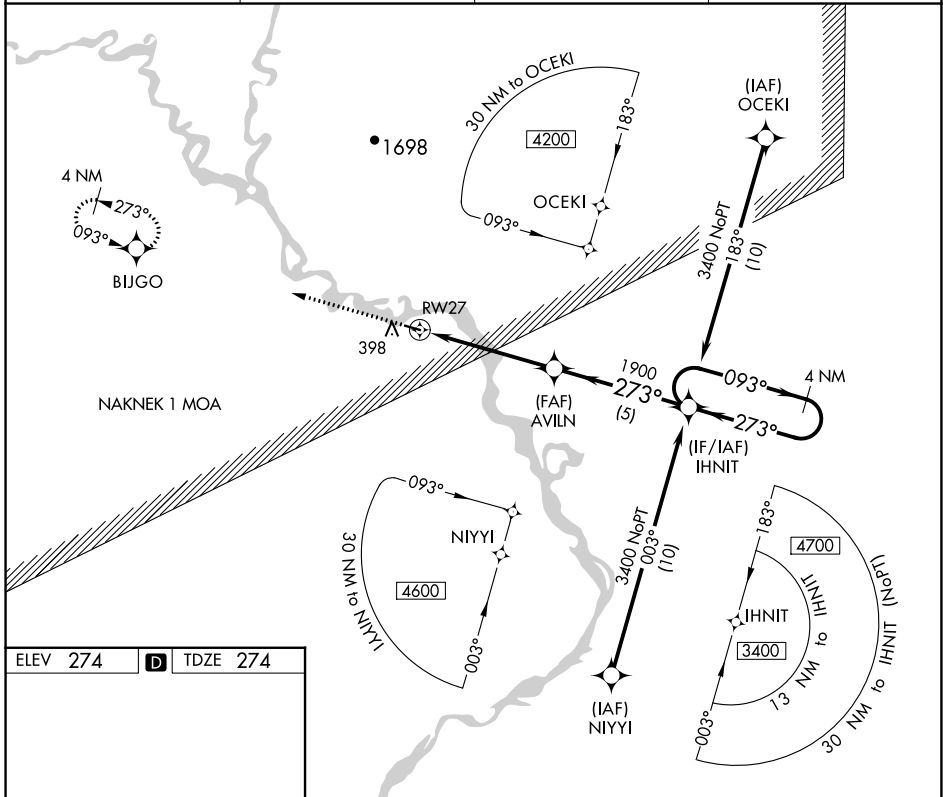 30 NM to OCEKI
4200
183°
OCEKI
093°
1698
(IAF)
OCEKI
3400 NoPT
183°
(10)
4 NM
273°
093°
BIJGO
RW27
398
NAKNEK 1 MOA
(FAF)
AVILN
1900
273°
(5)
093°
4 NM
273°
(IF/IAF)
IHNIT
093°
NIYYI
4600
30 NM to NIYYI
003°
3400 NoPT
003°
(10)
(IAF)
NIYYI
183°
4700
IHNIT
3400
13 NM to IHNIT
30 NM to IHNIT (NoPT)
003°
ELEV 274 D TDZE 274